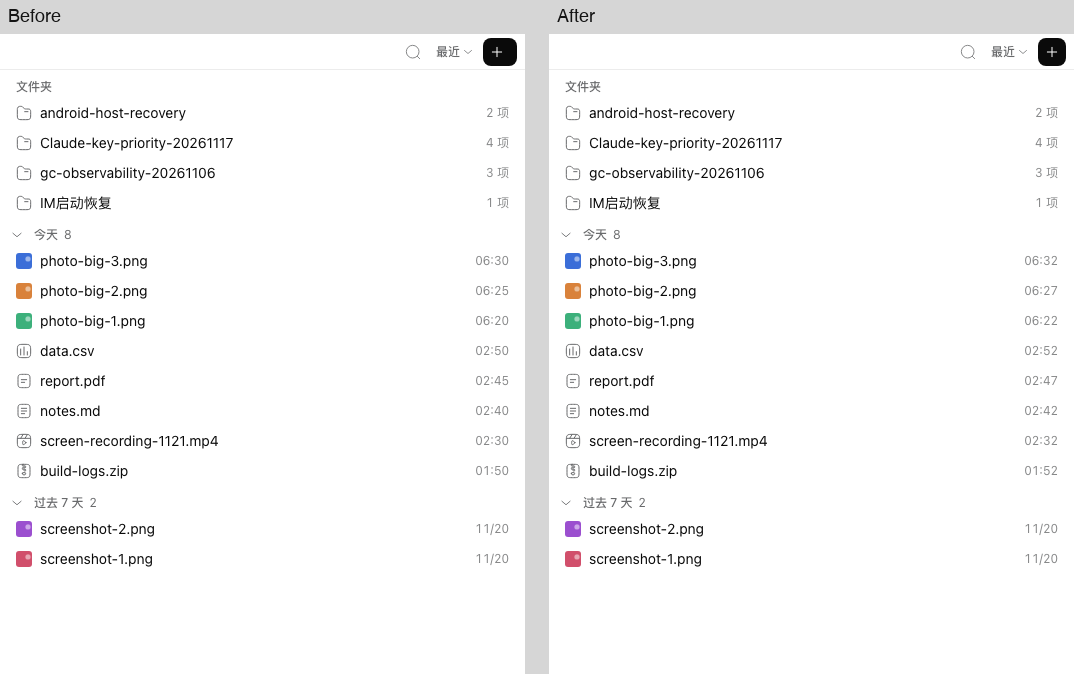 Before
最近
文件夹
android-host-recovery 2 项
Claude-key-priority-20261117 4 项
gc-observability-20261106 3 项
IM启动恢复 1 项
今天 8
photo-big-3.png 06:30
photo-big-2.png 06:25
photo-big-1.png 06:20
data.csv 02:50
report.pdf 02:45
notes.md 02:40
screen-recording-1121.mp4 02:30
build-logs.zip 01:50
过去 7 天 2
screenshot-2.png 11/20
screenshot-1.png 11/20
After
最近
文件夹
android-host-recovery 2 项
Claude-key-priority-20261117 4 项
gc-observability-20261106 3 项
IM启动恢复 1 项
今天 8
photo-big-3.png 06:32
photo-big-2.png 06:27
photo-big-1.png 06:22
data.csv 02:52
report.pdf 02:47
notes.md 02:42
screen-recording-1121.mp4 02:32
build-logs.zip 01:52
过去 7 天 2
screenshot-2.png 11/20
screenshot-1.png 11/20